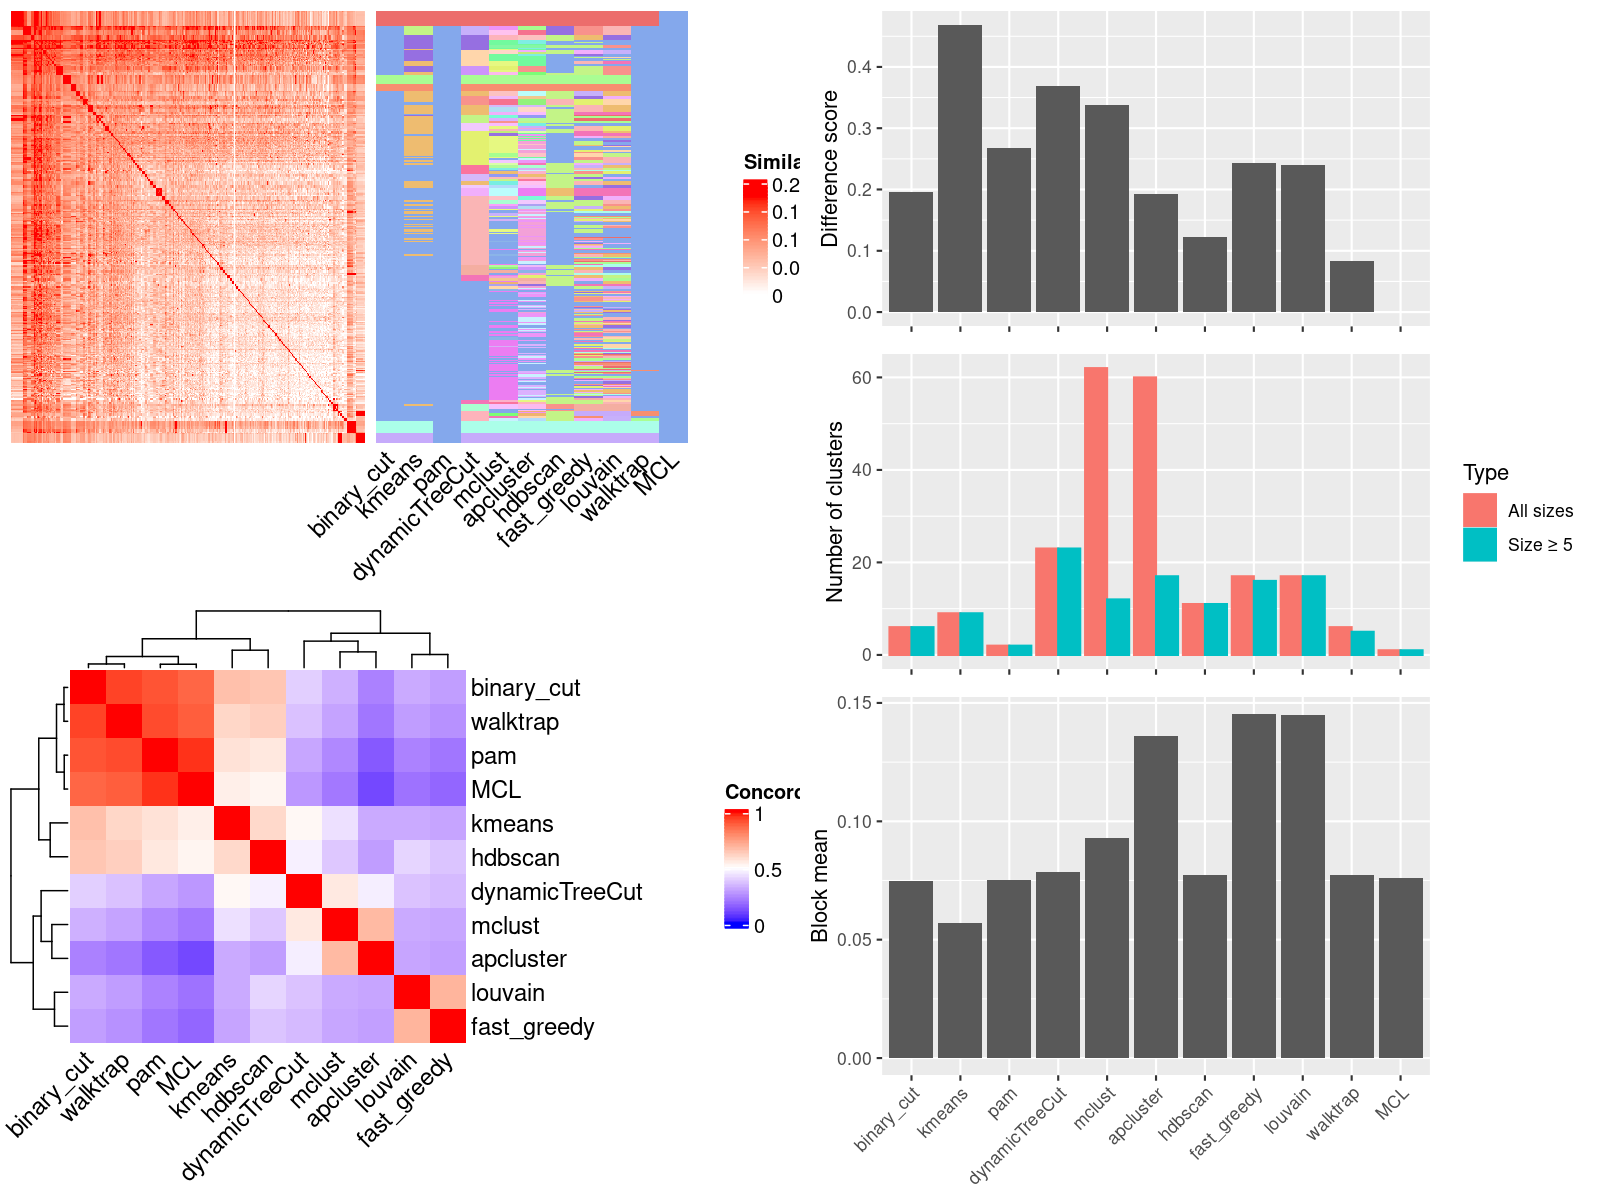 Simila
0.2
0.1
0.1
0.0
0
binary_cut
kmeans
pam
dynamicTreeCut
mclust
apcluster
hdbscan
fast_greedy
louvain
walktrap
MCL
binary_cut
walktrap
pam
MCL
kmeans
hdbscan
dynamicTreeCut
mclust
apcluster
louvain
fast_greedy
binary_cut
walktrap
pam
MCL
kmeans
hdbscan
dynamicTreeCut
mclust
apcluster
louvain
fast_greedy
Concord
1
0.5
0
Difference score
0.4
0.3
0.2
0.1
0.0
Number of clusters
60
40
20
0
Type
All sizes
Size ≥ 5
Block mean
0.15
0.10
0.05
0.00
binary_cut
kmeans
pam
dynamicTreeCut
mclust
apcluster
hdbscan
fast_greedy
louvain
walktrap
MCL